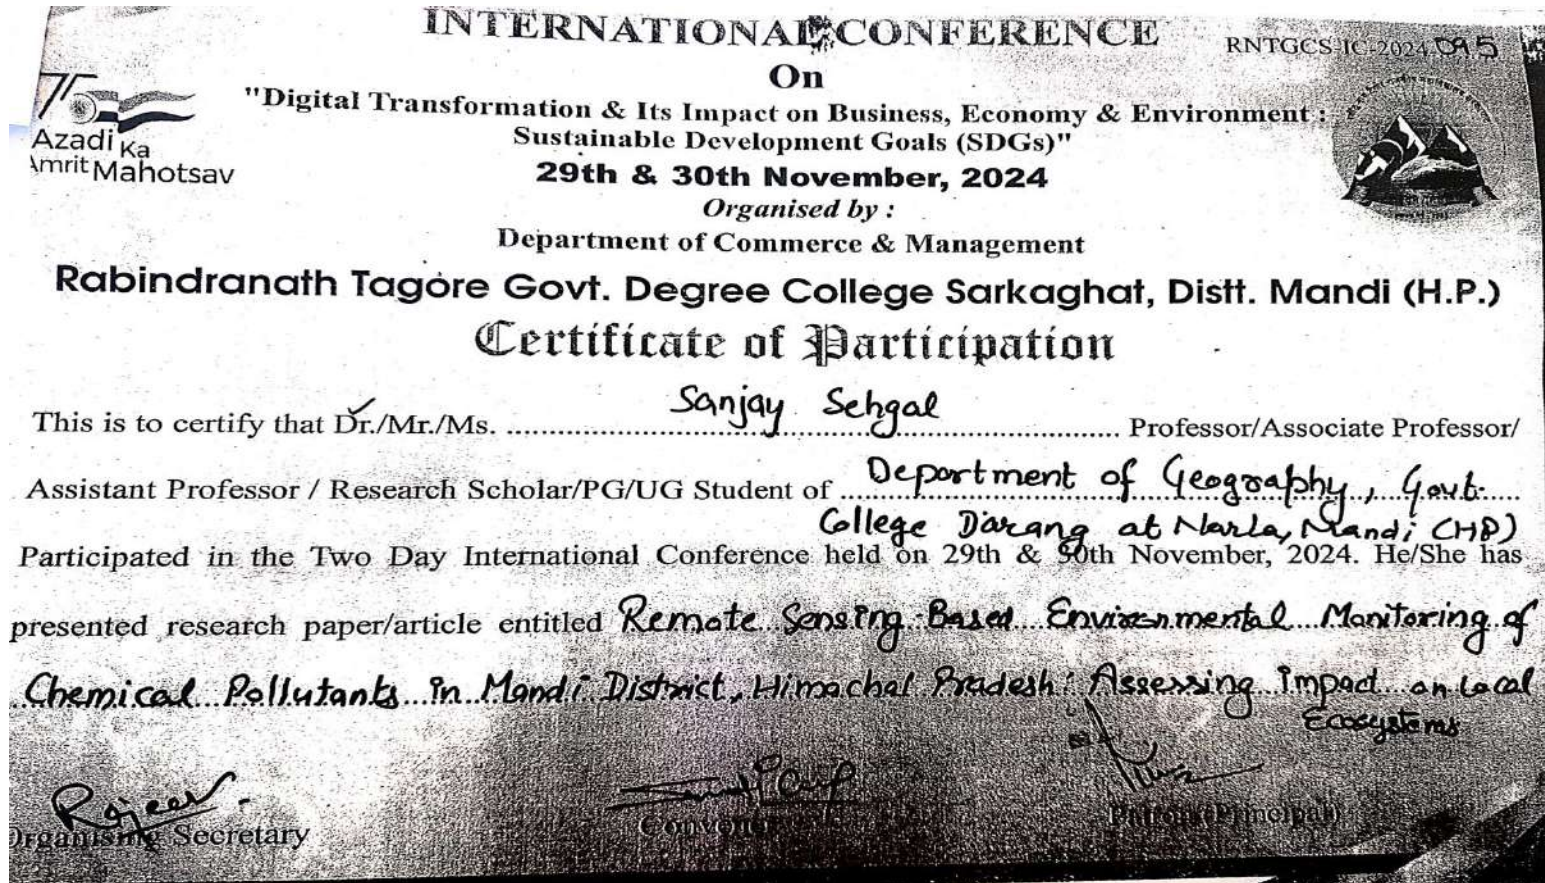 INTERNATIONAL CONFERENCE
RNTGCS-IC-2024 095
On
"Digital Transformation & Its Impact on Business, Economy & Environment :
Sustainable Development Goals (SDGs)"
75
Azadi Ka
Amrit Mahotsav
29th & 30th November, 2024
Organised by :
Department of Commerce & Management
Rabindranath Tagore Govt. Degree College Sarkaghat, Distt. Mandi (H.P.)
Certificate of Participation
This is to certify that Dr./Mr./Ms. Sanjay Sehgal Professor/Associate Professor/
Assistant Professor / Research Scholar/PG/UG Student of Department of Geography, Govt.
College Darang at Narla, Mandi (HP)
Participated in the Two Day International Conference held on 29th & 30th November, 2024. He/She has
presented research paper/article entitled Remote Sensing Based Environmental Monitoring of
Chemical Pollutants in Mandi District, Himachal Pradesh: Assessing Impact on Local
Ecosystems
Rajeev
Organising Secretary
Convener
Patron (Principal)